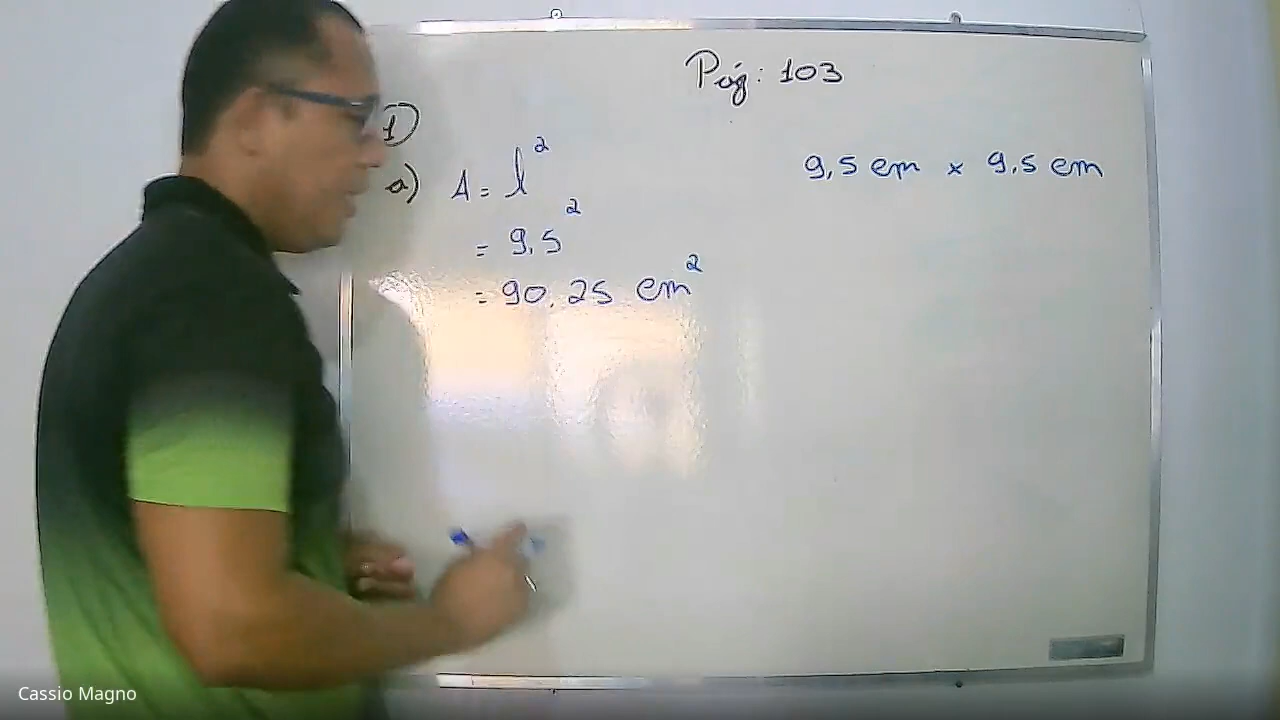 Pág: 103
1)
a) A = l²
9,5 cm x 9,5 cm
= 9,5²
= 90,25 cm²
Cassio Magno